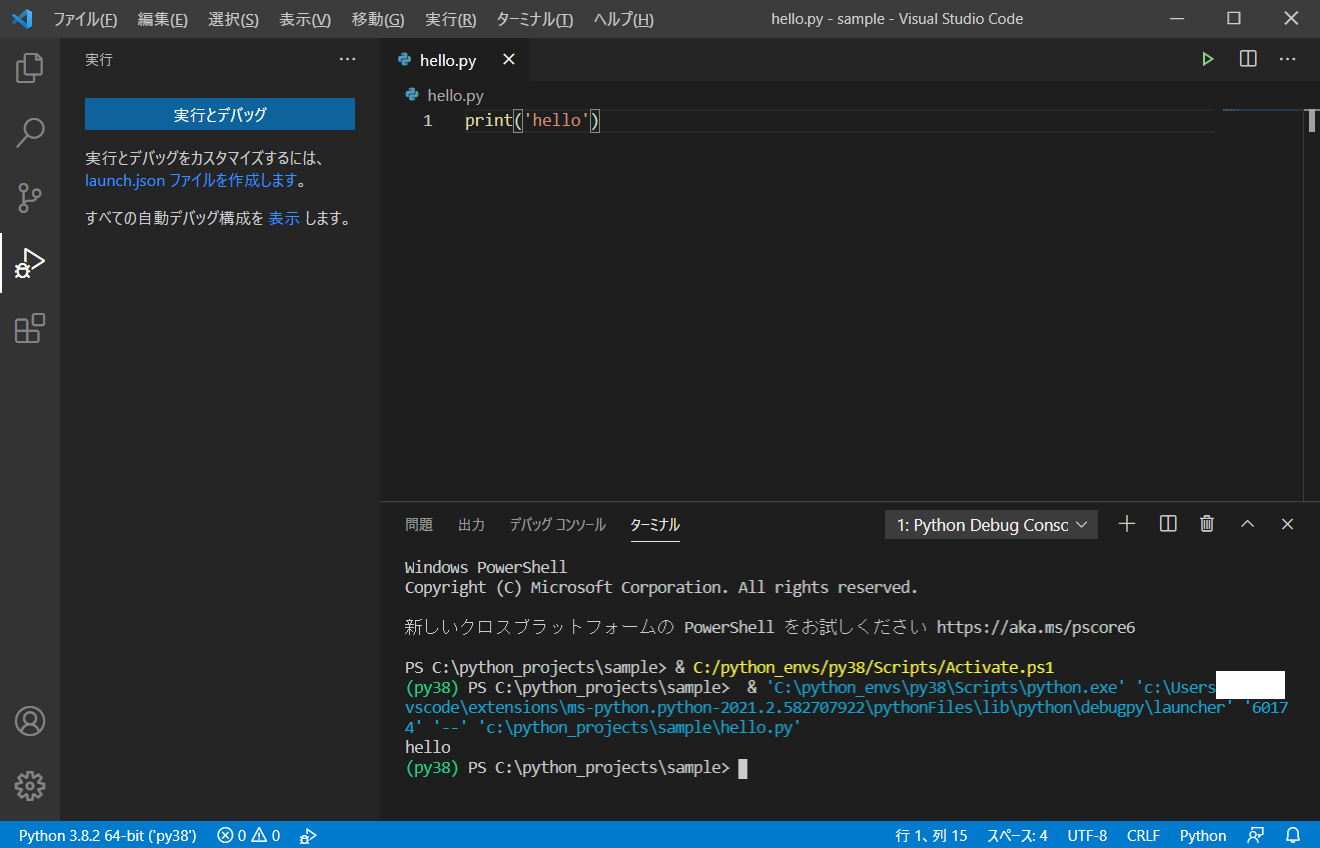 ファイル(F) 編集(E) 選択(S) 表示(V) 移動(G) 実行(R) ターミナル(T) ヘルプ(H) hello.py - sample - Visual Studio Code
実行
実行とデバッグ
実行とデバッグをカスタマイズするには、
launch.json ファイルを作成します。
すべての自動デバッグ構成を 表示 します。
hello.py
hello.py
1 print('hello')
問題 出力 デバッグ コンソール ターミナル 1: Python Debug Consc
Windows PowerShell
Copyright (C) Microsoft Corporation. All rights reserved.
新しいクロスプラットフォームの PowerShell をお試しください https://aka.ms/pscore6
PS C:\python_projects\sample> & C:/python_envs/py38/Scripts/Activate.ps1
(py38) PS C:\python_projects\sample>  & 'C:\python_envs\py38\Scripts\python.exe' 'c:\Users
vscode\extensions\ms-python.python-2021.2.582707922\pythonFiles\lib\python\debugpy\launcher' '6017
4' '--' 'c:\python_projects\sample\hello.py'
hello
(py38) PS C:\python_projects\sample>
Python 3.8.2 64-bit ('py38') 0 0 行 1、列 15 スペース: 4 UTF-8 CRLF Python